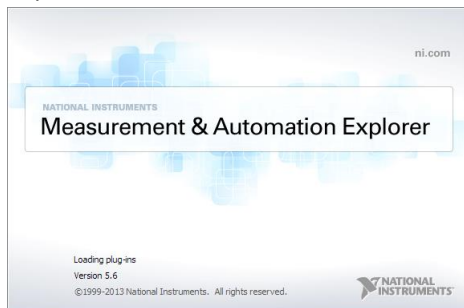 ni.com
NATIONAL INSTRUMENTS
Measurement & Automation Explorer
Loading plug-ins
Version 5.6
©1999-2013 National Instruments. All rights reserved.
NATIONAL
INSTRUMENTS